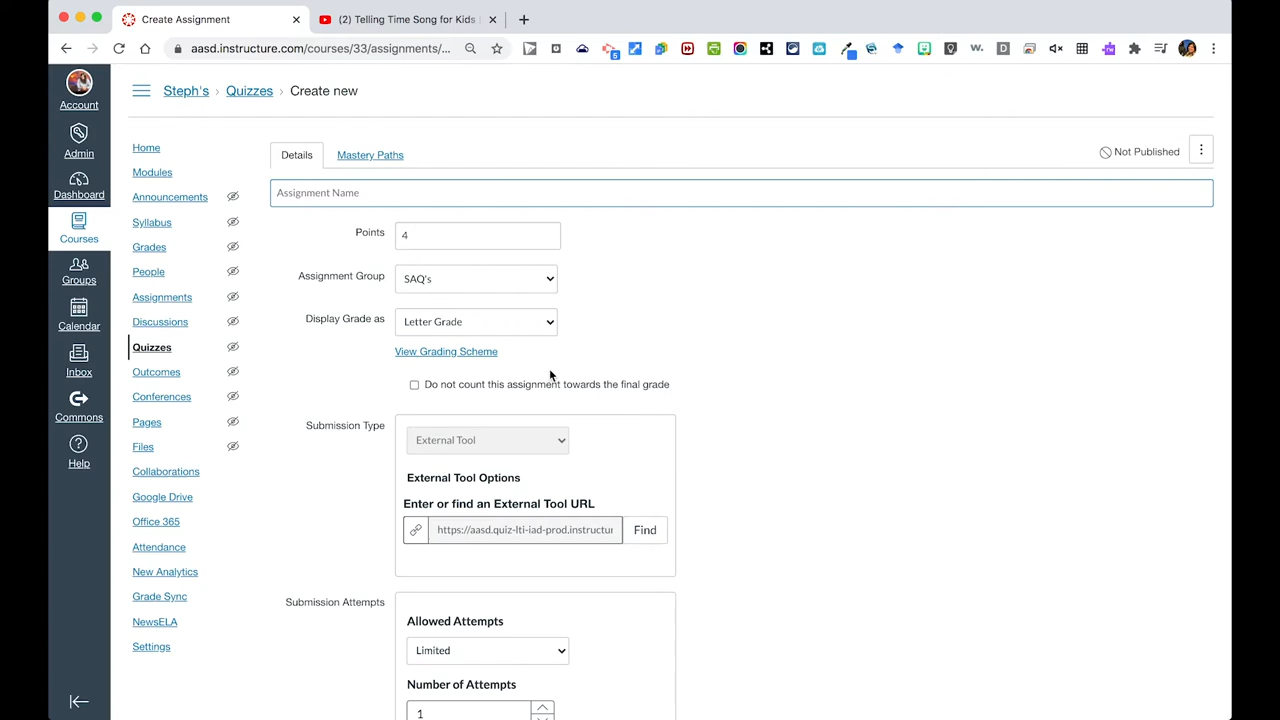 Create Assignment
(2) Telling Time Song for Kids
aasd.instructure.com/courses/33/assignments/...
5
Account
Admin
Dashboard
Courses
Groups
Calendar
Inbox
Commons
Help
Steph's › Quizzes › Create new
Home
Modules
Announcements
Syllabus
Grades
People
Assignments
Discussions
Quizzes
Outcomes
Conferences
Pages
Files
Collaborations
Google Drive
Office 365
Attendance
New Analytics
Grade Sync
NewsELA
Settings
Details
Mastery Paths
Not Published
Assignment Name
Points
4
Assignment Group
SAQ's
Display Grade as
Letter Grade
View Grading Scheme
Do not count this assignment towards the final grade
Submission Type
External Tool
External Tool Options
Enter or find an External Tool URL
https://aasd.quiz-lti-iad-prod.instructur
Find
Submission Attempts
Allowed Attempts
Limited
Number of Attempts
1